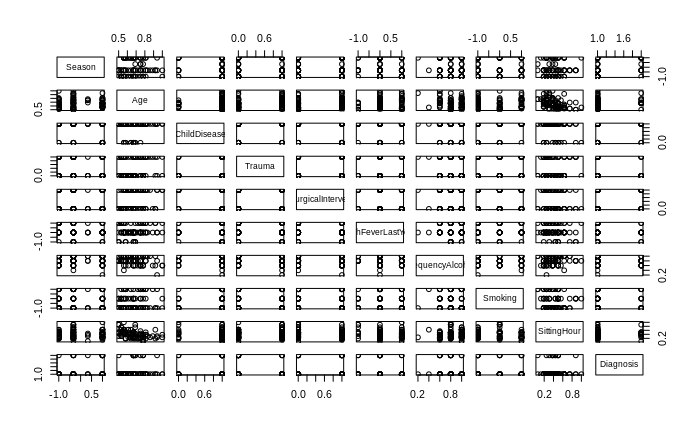 0.5 0.8 0.0 0.6 -1.0 0.5 -1.0 0.5 1.0 1.6
Season -1.0
0.5 Age
ChildDisease 0.0
0.0 Trauma
urgicalInterve 0.0
-1.0 hFeverLastY
equencyAlcol 0.2
-1.0 Smoking
SittingHour 0.2
1.0 Diagnosis
-1.0 0.5 0.0 0.6 0.0 0.6 0.2 0.8 0.2 0.8